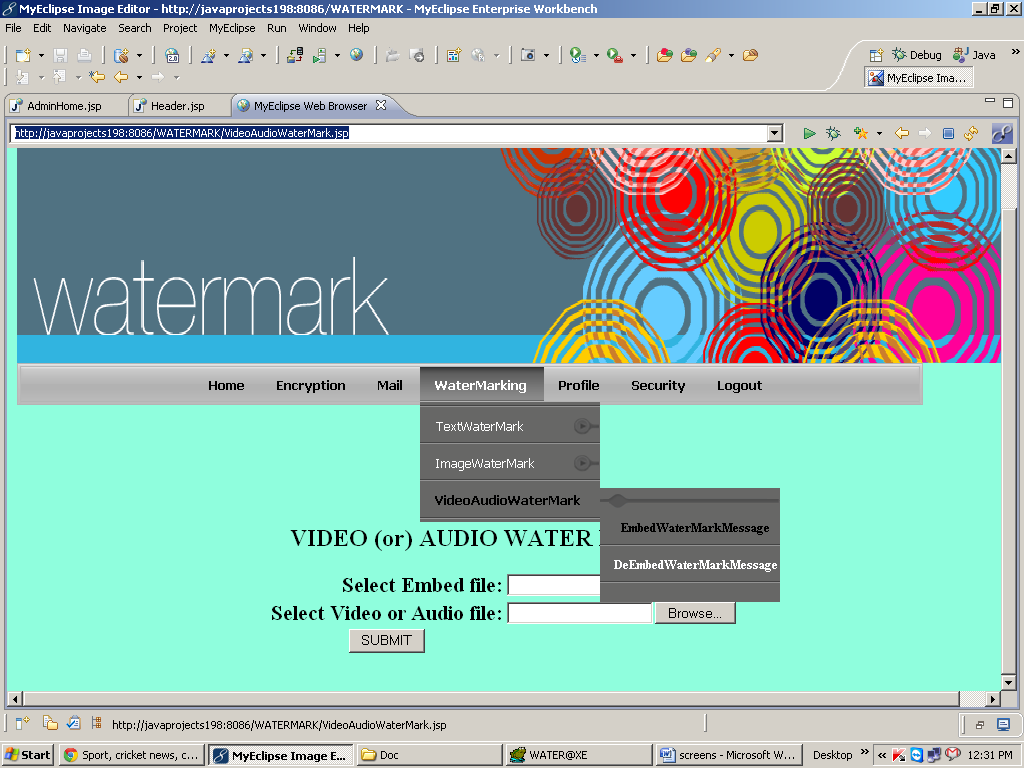 MyEclipse Image Editor - http://javaprojects198:8086/WATERMARK - MyEclipse Enterprise Workbench
File Edit Navigate Search Project MyEclipse Run Window Help
2.0
Debug Java »
MyEclipse Ima...
AdminHome.jsp Header.jsp MyEclipse Web Browser
http://javaprojects198:8086/WATERMARK/VideoAudioWaterMark.jsp
watermark
Home Encryption Mail WaterMarking Profile Security Logout
TextWaterMark
ImageWaterMark
VideoAudioWaterMark
EmbedWaterMarkMessage
DeEmbedWaterMarkMessage
VIDEO (or) AUDIO WATER
Select Embed file:
Select Video or Audio file: Browse...
SUBMIT
http://javaprojects198:8086/WATERMARK/VideoAudioWaterMark.jsp
Start Sport, cricket news, c... MyEclipse Image E... Doc WATER@XE screens - Microsoft W... Desktop » « 12:31 PM